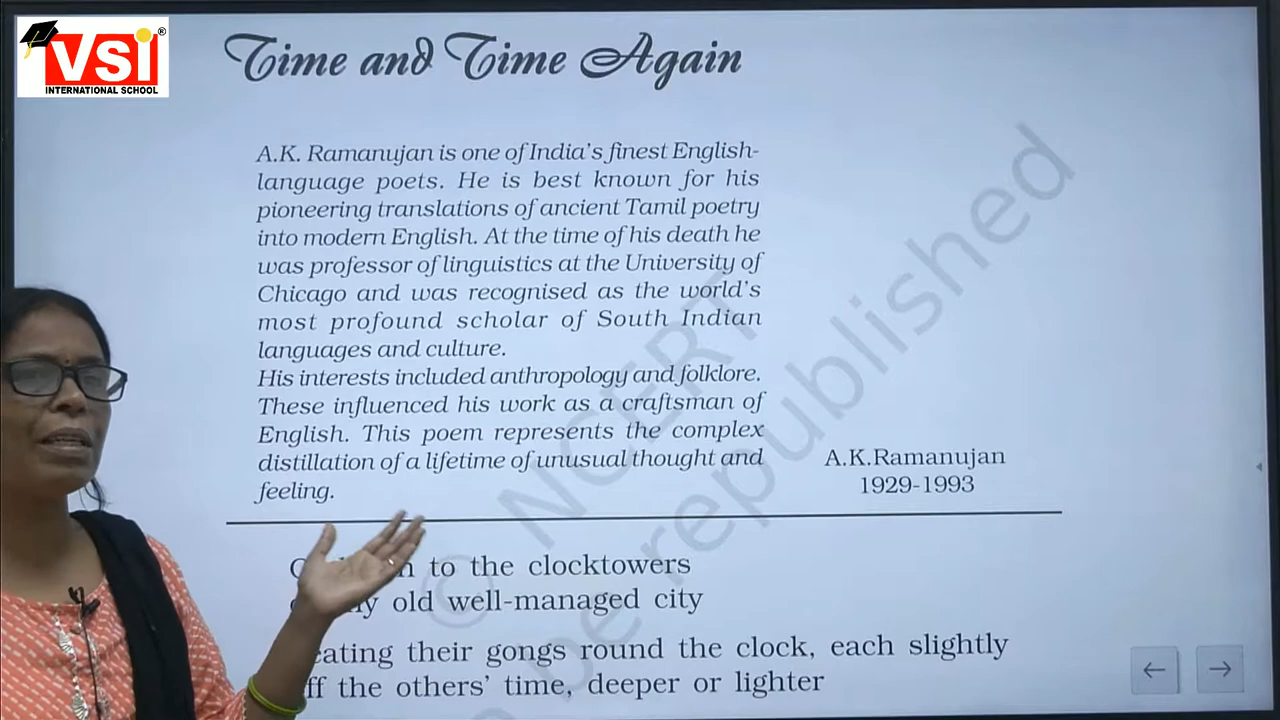 VSI
®
INTERNATIONAL SCHOOL
Time and Time Again
A.K. Ramanujan is one of India's finest English-
language poets. He is best known for his
pioneering translations of ancient Tamil poetry
into modern English. At the time of his death he
was professor of linguistics at the University of
Chicago and was recognised as the world's
most profound scholar of South Indian
languages and culture.
His interests included anthropology and folklore.
These influenced his work as a craftsman of
English. This poem represents the complex
distillation of a lifetime of unusual thought and
feeling.
A.K.Ramanujan
1929-1993
to the clocktowers
old well-managed city
their gongs round the clock, each slightly
the others' time, deeper or lighter
© NCERT
be republished